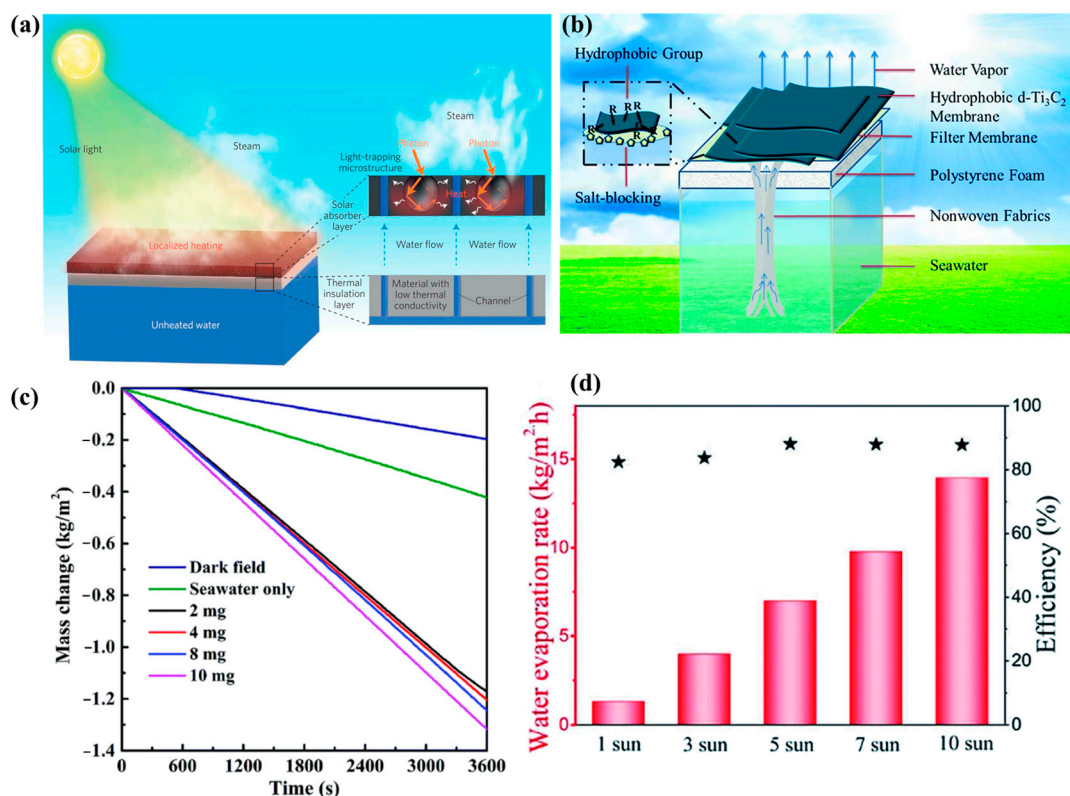 (a)
Solar light
Steam
Localized heating
Unheated water
Light-trapping
microstructure
Solar
absorber
layer
Thermal
insulation
layer
Steam
Photon
Photon
Heat
Water flow
Water flow
Material with
low thermal
conductivity
Channel
(b)
Hydrophobic Group
R
R
RR
R
Salt-blocking
Water Vapor
Hydrophobic d-Ti₃C₂
Membrane
Filter Membrane
Polystyrene Foam
Nonwoven Fabrics
Seawater
(c)
Mass change (kg/m²)
0.0
−0.2
−0.4
−0.6
−0.8
−1.0
−1.2
−1.4
Dark field
Seawater only
2 mg
4 mg
8 mg
10 mg
0
600
1200
1800
2400
3000
3600
Time (s)
(d)
Water evaporation rate (kg/m²·h)
15
10
5
0
1 sun
3 sun
5 sun
7 sun
10 sun
100
80
60
40
20
0
Efficiency (%)